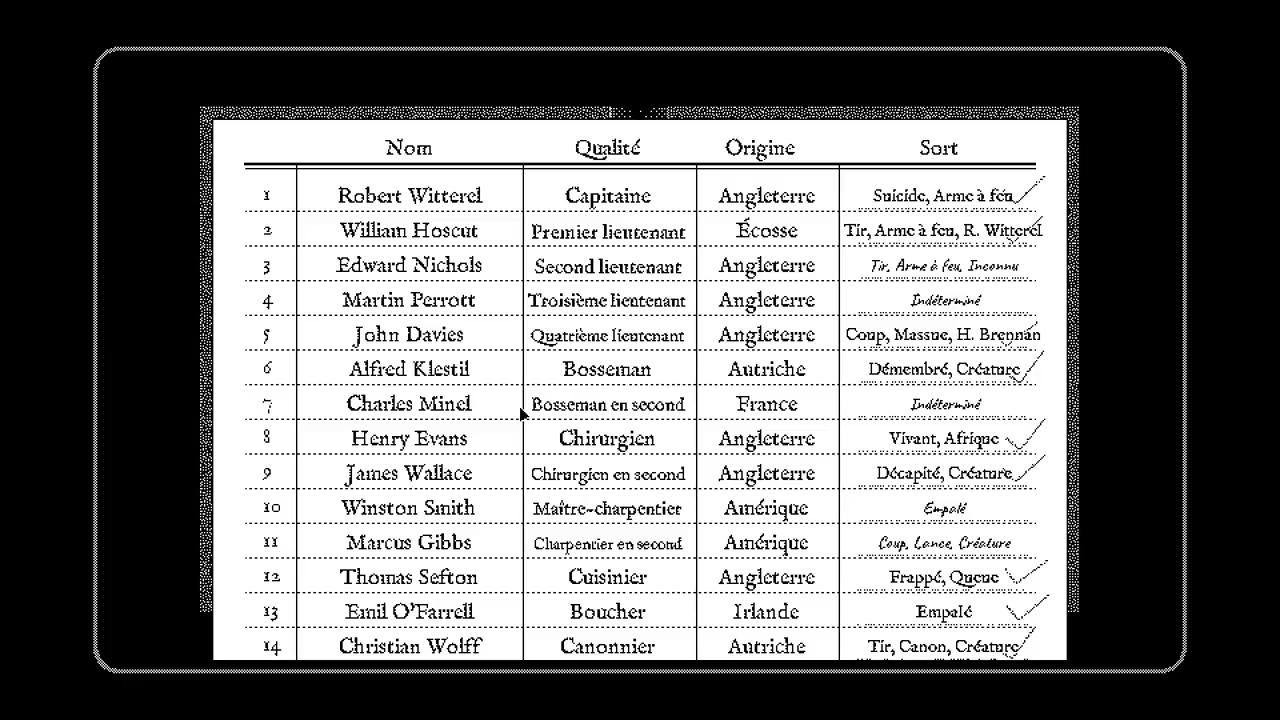 Nom Qualité Origine Sort
1 Robert Witterel Capitaine Angleterre Suicide, Arme à feu
2 William Hoscut Premier lieutenant Écosse Tir, Arme à feu, R. Witterel
3 Edward Nichols Second lieutenant Angleterre Tir, Arme à feu, Inconnu
4 Martin Perrott Troisième lieutenant Angleterre Indéterminé
5 John Davies Quatrième lieutenant Angleterre Coup, Massue, H. Brennan
6 Alfred Klestil Bosseman Autriche Démembré, Créature
7 Charles Minel Bosseman en second France Indéterminé
8 Henry Evans Chirurgien Angleterre Vivant, Afrique
9 James Wallace Chirurgien en second Angleterre Décapité, Créature
10 Winston Smith Maître-charpentier Amérique Empalé
11 Marcus Gibbs Charpentier en second Amérique Coup, Lance, Créature
12 Thomas Sefton Cuisinier Angleterre Frappé, Queue
13 Emil O'Farrell Boucher Irlande Empalé
14 Christian Wolff Canonnier Autriche Tir, Canon, Créature